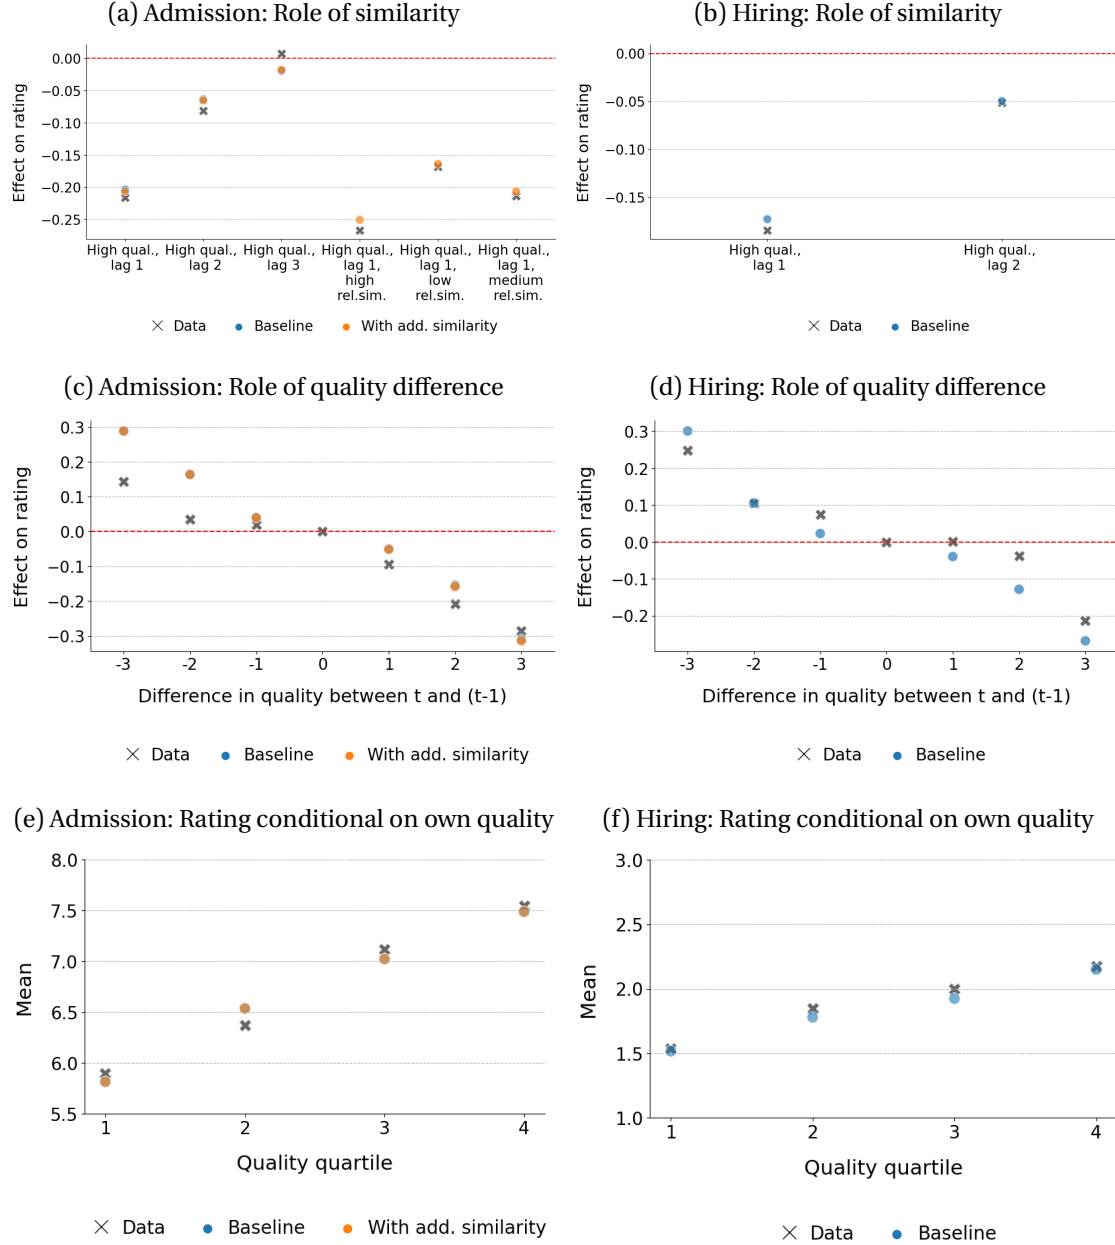 (a) Admission: Role of similarity
0.00
−0.05
−0.10
−0.15
−0.20
−0.25
Effect on rating
High qual., lag 1
High qual., lag 2
High qual., lag 3
High qual., lag 1, high rel.sim.
High qual., lag 1, low rel.sim.
High qual., lag 1, medium rel.sim.
Data Baseline With add. similarity
(b) Hiring: Role of similarity
0.00
−0.05
−0.10
−0.15
Effect on rating
High qual., lag 1
High qual., lag 2
Data Baseline
(c) Admission: Role of quality difference
0.3
0.2
0.1
0.0
−0.1
−0.2
−0.3
Effect on rating
-3 -2 -1 0 1 2 3
Difference in quality between t and (t-1)
Data Baseline With add. similarity
(d) Hiring: Role of quality difference
0.3
0.2
0.1
0.0
−0.1
−0.2
Effect on rating
-3 -2 -1 0 1 2 3
Difference in quality between t and (t-1)
Data Baseline
(e) Admission: Rating conditional on own quality
8.0
7.5
7.0
6.5
6.0
5.5
Mean
1 2 3 4
Quality quartile
Data Baseline With add. similarity
(f) Hiring: Rating conditional on own quality
3.0
2.5
2.0
1.5
1.0
Mean
1 2 3 4
Quality quartile
Data Baseline